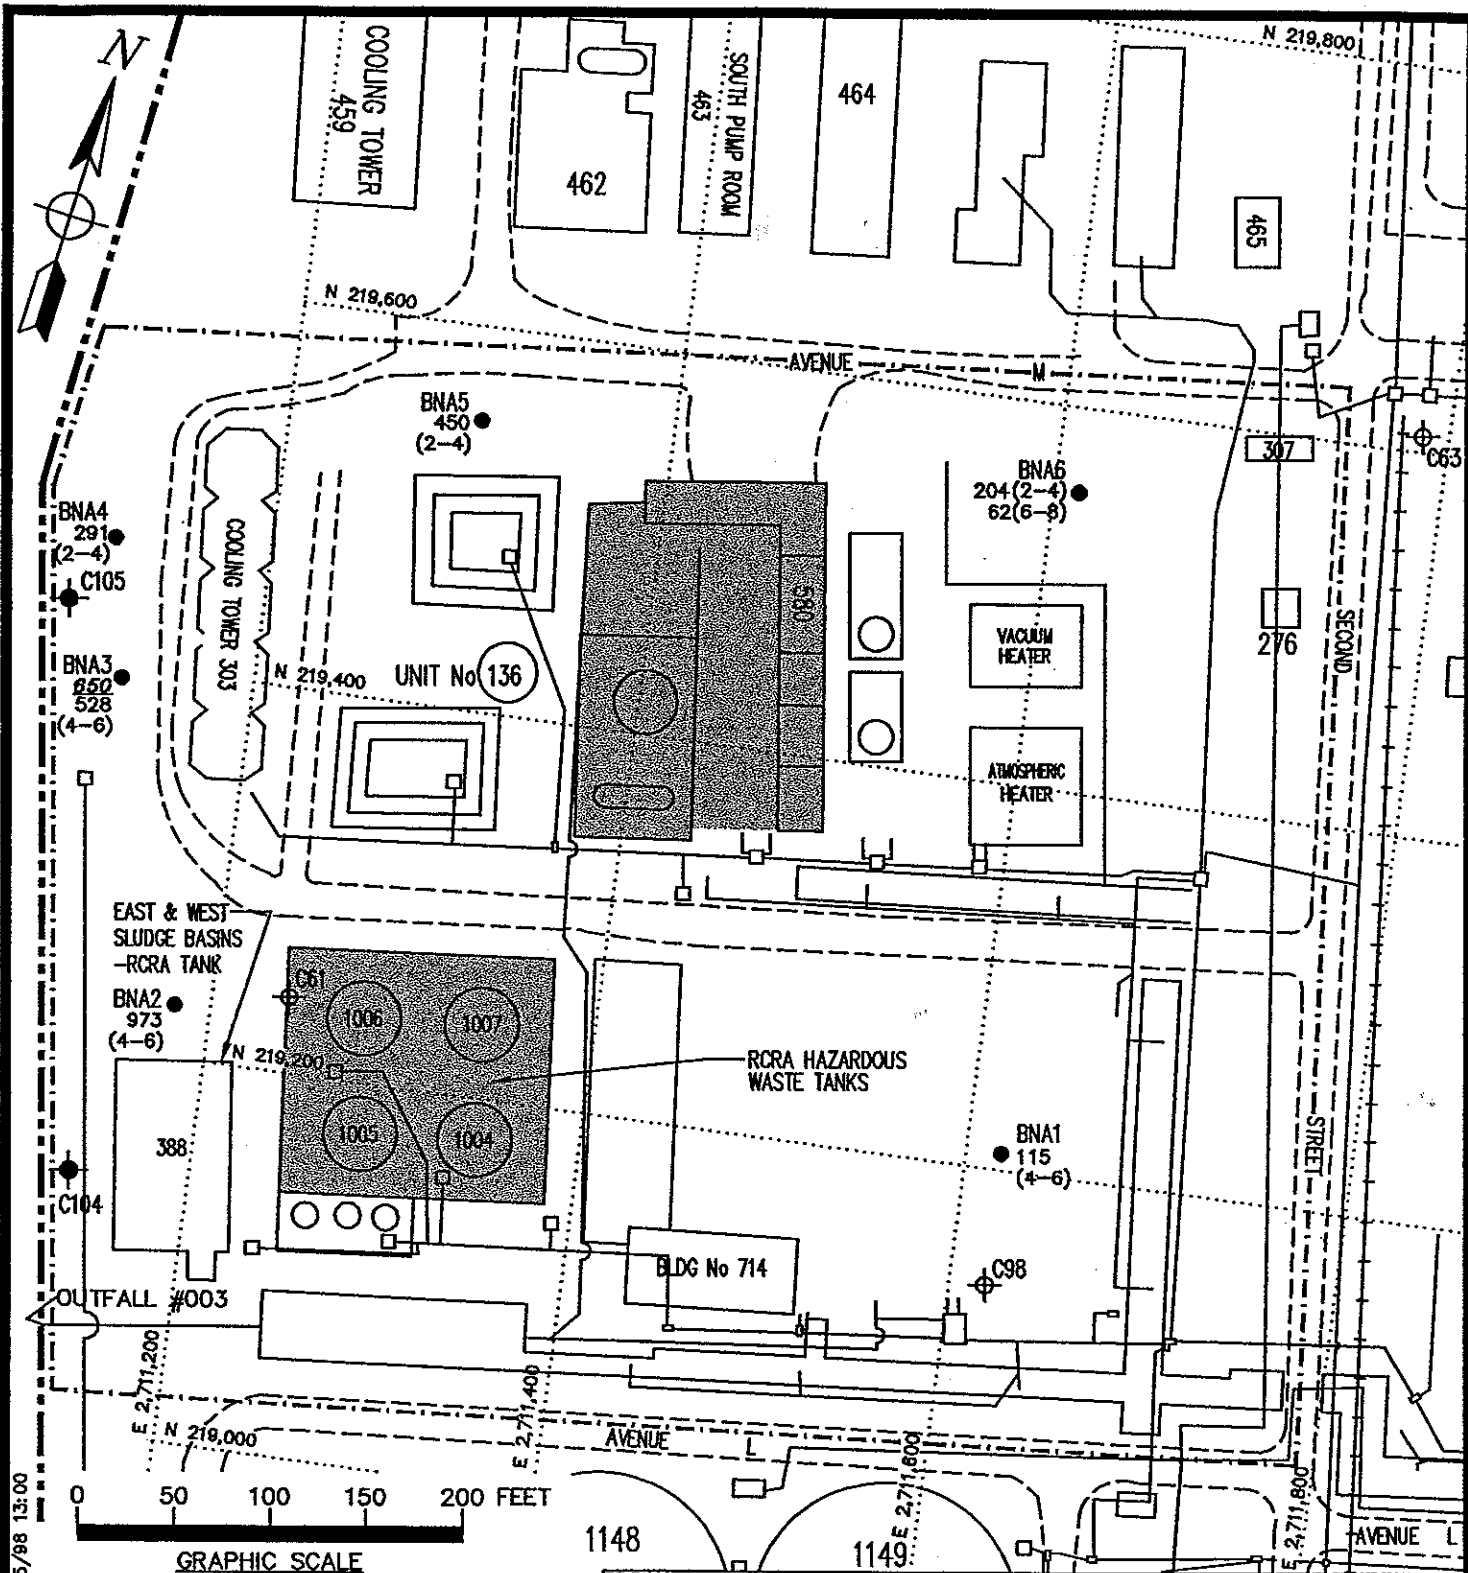 N
N 219,800
COOLING TOWER
459
462
SOUTH PUMP ROOM
463
464
465
N 219,600
AVENUE M
BNA5
450
(2-4)
BNA6
204(2-4)
62(6-8)
307
C63
BNA4
291
(2-4)
C105
COOLING TOWER 303
580
VACUUM
HEATER
276
SECOND
BNA3
650
528
(4-6)
N 219,400
UNIT No 136
ATMOSPHERIC
HEATER
EAST & WEST
SLUDGE BASINS
-RCRA TANK
BNA2
973
(4-6)
C61
1006
1007
N 219,200
RCRA HAZARDOUS
WASTE TANKS
388
1005
1004
BNA1
115
(4-6)
STREET
C104
BLDG No 714
C98
OUTFALL #003
E 2,711,200
E 2,711,400
E 2,711,600
E 2,711,800
N 219,000
AVENUE L
5/98 13:00
0 50 100 150 200 FEET
GRAPHIC SCALE
1148
1149
AVENUE L